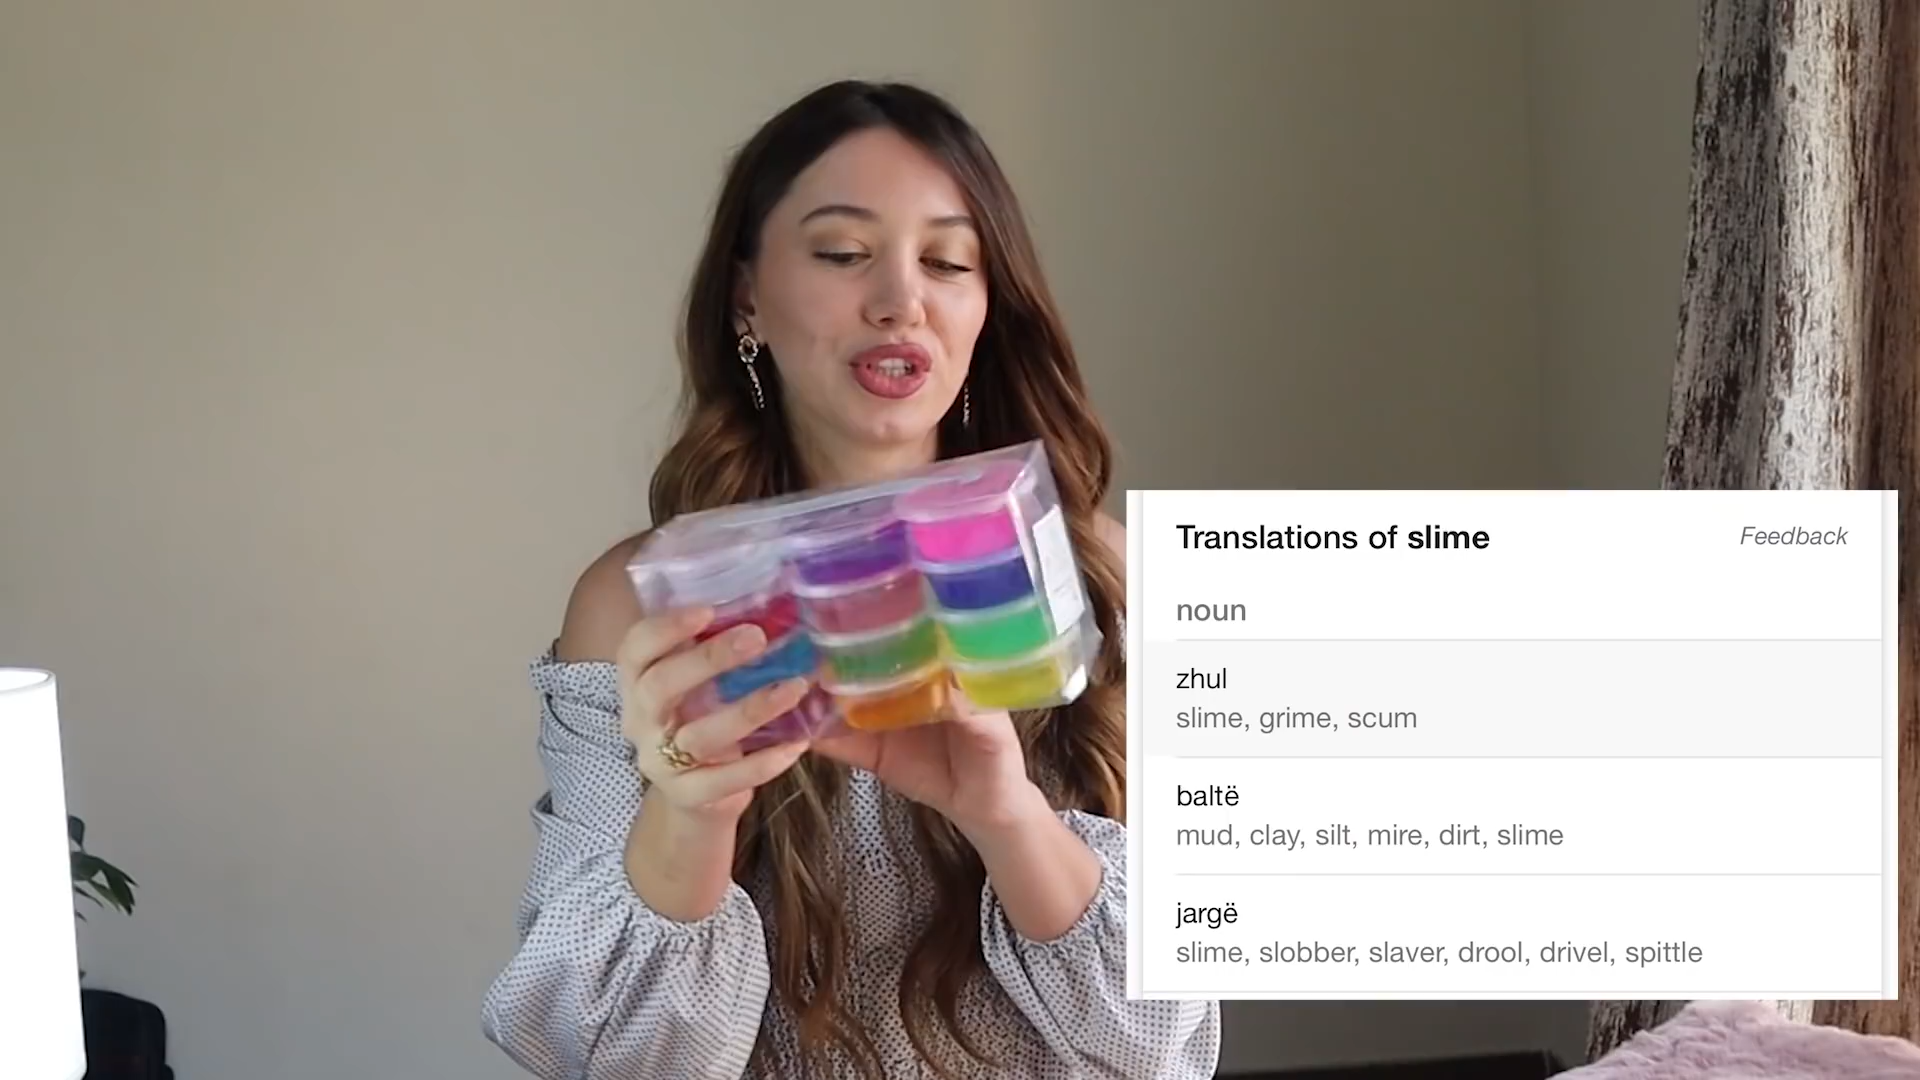 Translations of slime
Feedback
noun
zhul
slime, grime, scum
baltë
mud, clay, silt, mire, dirt, slime
jargë
slime, slobber, slaver, drool, drivel, spittle